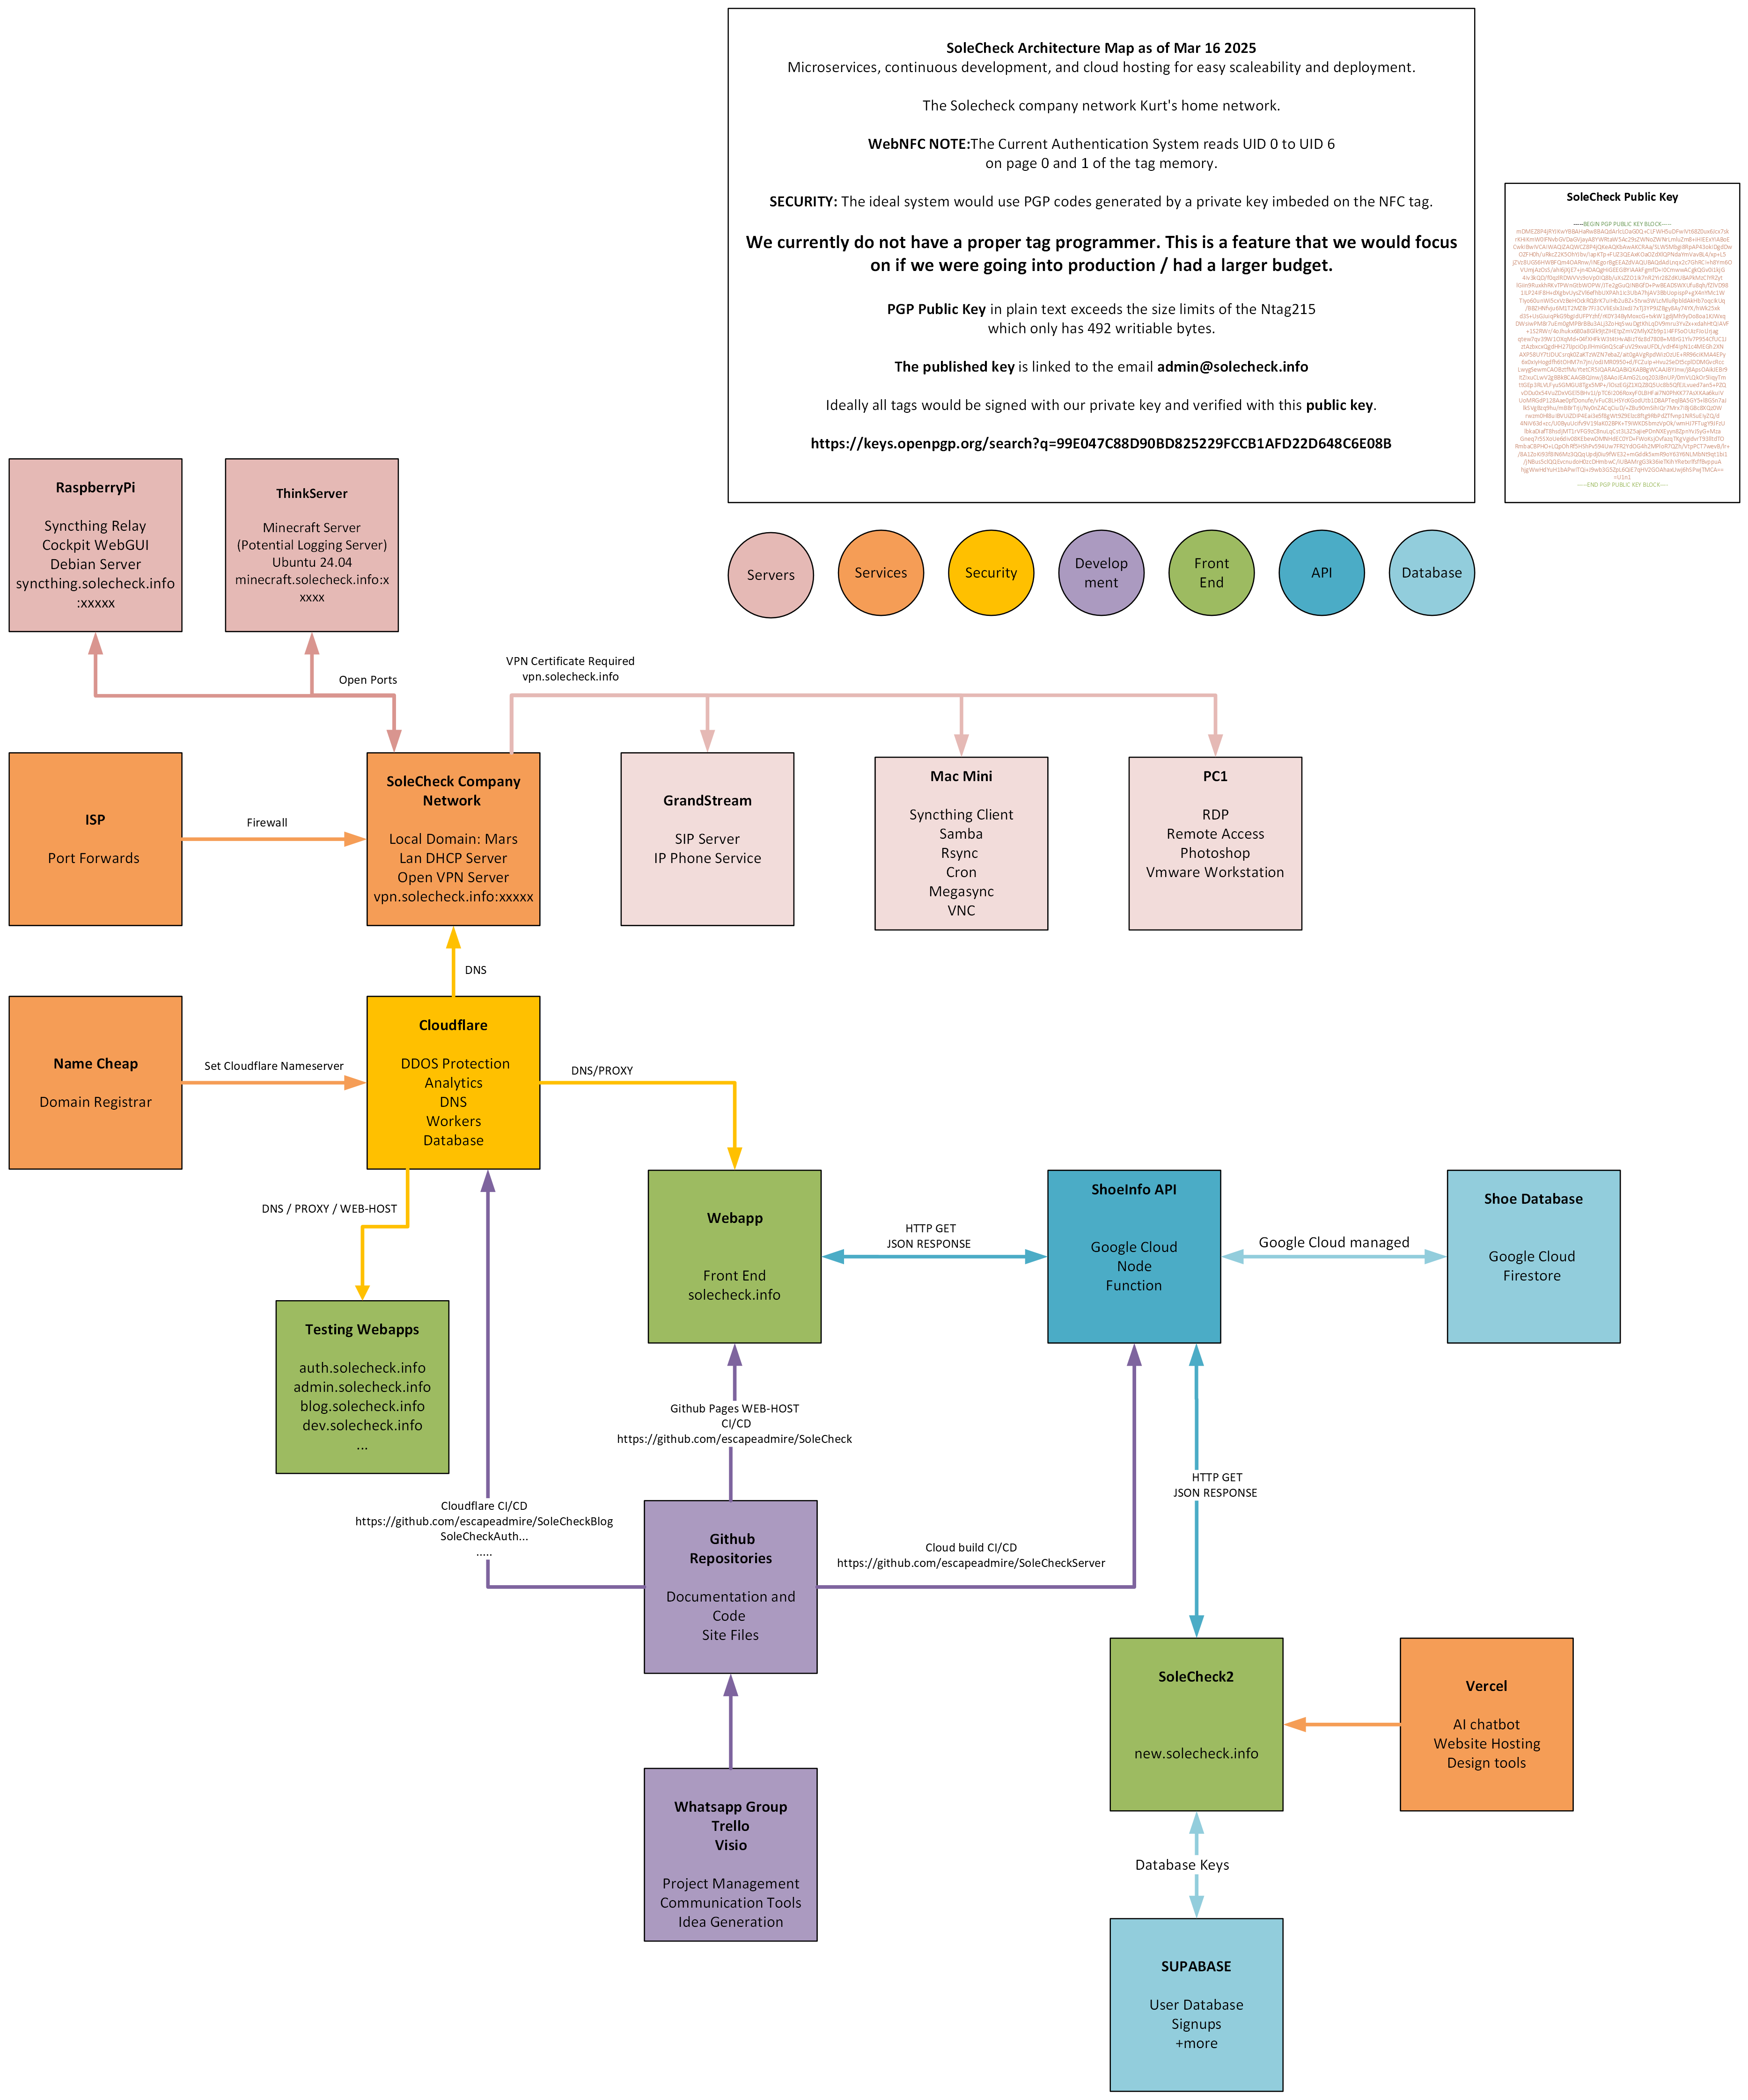 SoleCheck Architecture Map as of Mar 16 2025
Microservices, continuous development, and cloud hosting for easy scaleability and deployment.
The Solecheck company network Kurt's home network.
WebNFC NOTE:The Current Authentication System reads UID 0 to UID 6
on page 0 and 1 of the tag memory.
SECURITY: The ideal system would use PGP codes generated by a private key imbeded on the NFC tag.
We currently do not have a proper tag programmer. This is a feature that we would focus
on if we were going into production / had a larger budget.
PGP Public Key in plain text exceeds the size limits of the Ntag215
which only has 492 writiable bytes.
The published key is linked to the email admin@solecheck.info
Ideally all tags would be signed with our private key and verified with this public key.
https://keys.openpgp.org/search?q=99E047C88D90BD825229FCCB1AFD22D648C6E08B
SoleCheck Public Key
-----BEGIN PGP PUBLIC KEY BLOCK-----
-----END PGP PUBLIC KEY BLOCK-----
Servers
Services
Security
Develop
ment
Front
End
API
Database
RaspberryPi
Syncthing Relay
Cockpit WebGUI
Debian Server
syncthing.solecheck.info
:xxxxx
ThinkServer
Minecraft Server
(Potential Logging Server)
Ubuntu 24.04
minecraft.solecheck.info:x
xxxx
Open Ports
VPN Certificate Required
vpn.solecheck.info
ISP
Port Forwards
Firewall
SoleCheck Company
Network
Local Domain: Mars
Lan DHCP Server
Open VPN Server
vpn.solecheck.info:xxxxx
GrandStream
SIP Server
IP Phone Service
Mac Mini
Syncthing Client
Samba
Rsync
Cron
Megasync
VNC
PC1
RDP
Remote Access
Photoshop
Vmware Workstation
DNS
Name Cheap
Domain Registrar
Set Cloudflare Nameserver
Cloudflare
DDOS Protection
Analytics
DNS
Workers
Database
DNS/PROXY
DNS / PROXY / WEB-HOST
Testing Webapps
auth.solecheck.info
admin.solecheck.info
blog.solecheck.info
dev.solecheck.info
...
Webapp
Front End
solecheck.info
HTTP GET
JSON RESPONSE
ShoeInfo API
Google Cloud
Node
Function
Google Cloud managed
Shoe Database
Google Cloud
Firestore
Github Pages WEB-HOST
CI/CD
https://github.com/escapeadmire/SoleCheck
Cloudflare CI/CD
https://github.com/escapeadmire/SoleCheckBlog
SoleCheckAuth...
.....
Github
Repositories
Documentation and
Code
Site Files
Cloud build CI/CD
https://github.com/escapeadmire/SoleCheckServer
HTTP GET
JSON RESPONSE
SoleCheck2
new.solecheck.info
Vercel
AI chatbot
Website Hosting
Design tools
Whatsapp Group
Trello
Visio
Project Management
Communication Tools
Idea Generation
Database Keys
SUPABASE
User Database
Signups
+more